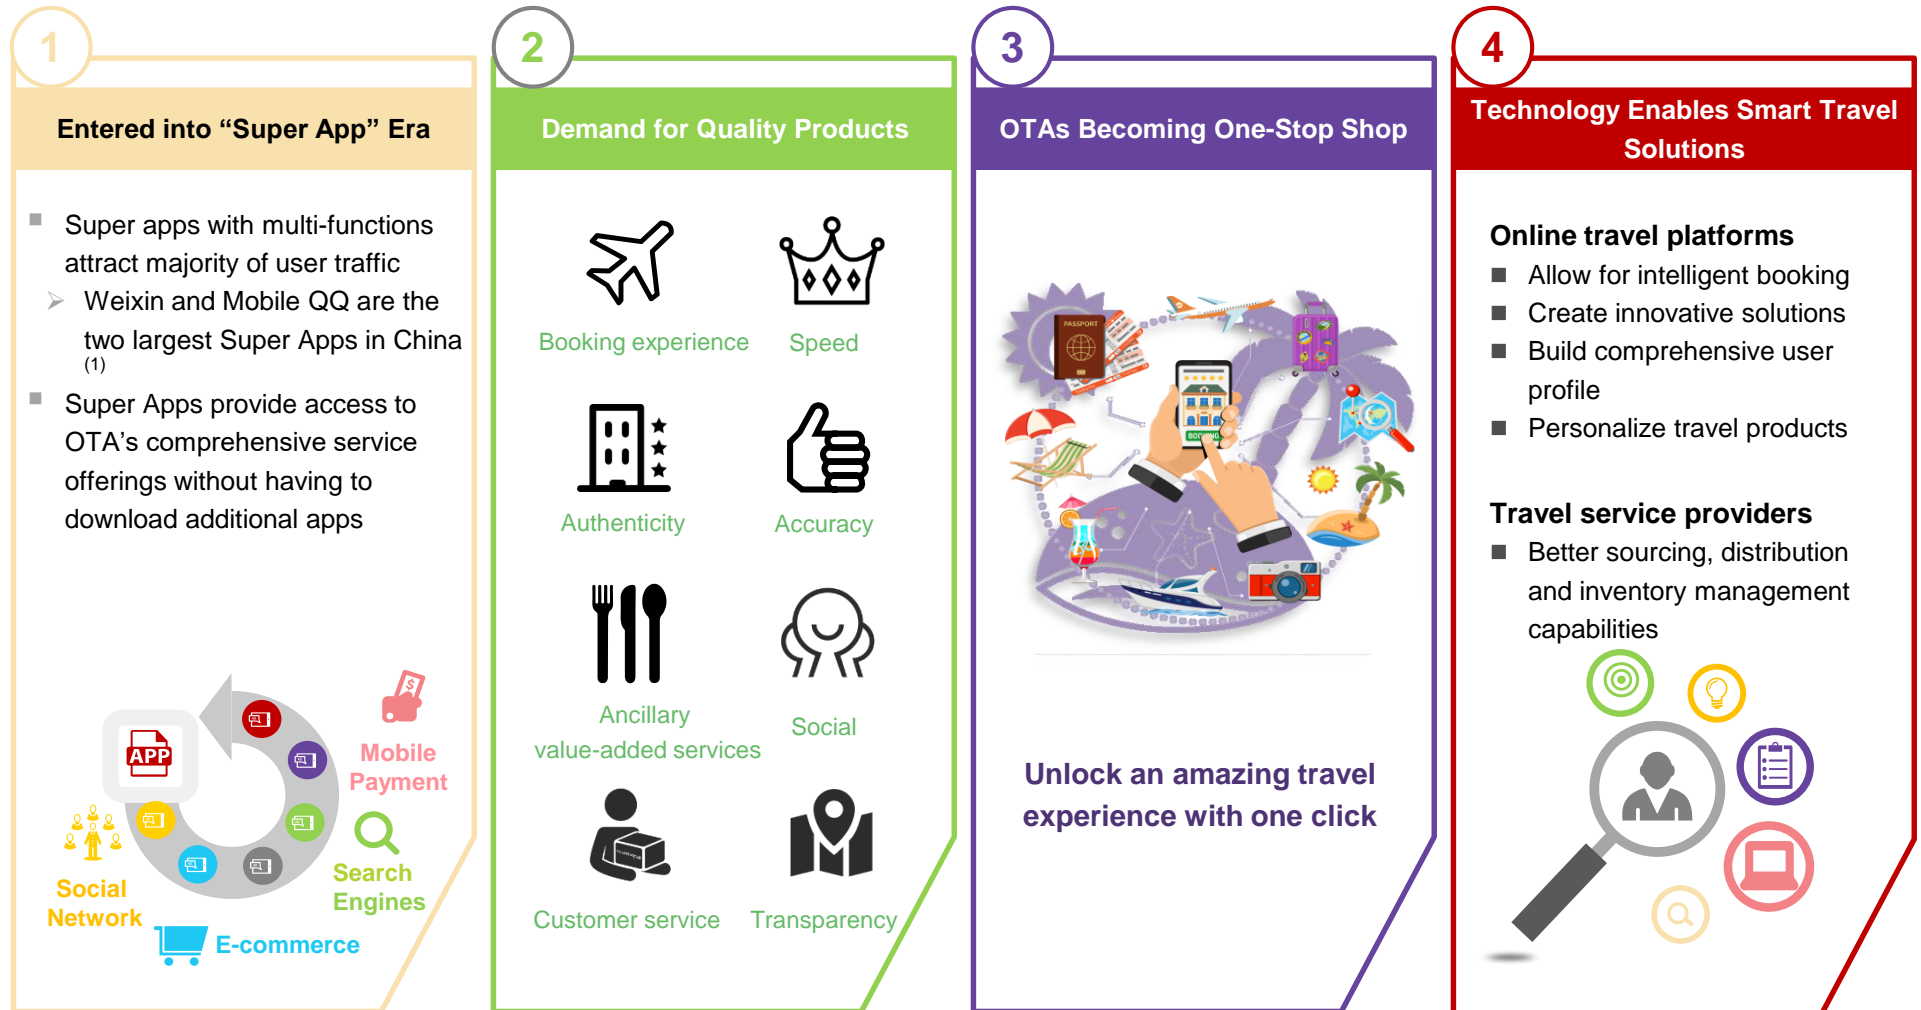 1
Entered into “Super App” Era
Super apps with multi-functions
attract majority of user traffic
Weixin and Mobile QQ are the
two largest Super Apps in China
(1)
Super Apps provide access to
OTA’s comprehensive service
offerings without having to
download additional apps
APP
$
Mobile
Payment
Search
Engines
Social
Network
E-commerce
2
Demand for Quality Products
Booking experience
Speed
Authenticity
Accuracy
Ancillary
value-added services
Social
Customer service
Transparency
3
OTAs Becoming One-Stop Shop
PASSPORT
BOOKING
Unlock an amazing travel
experience with one click
4
Technology Enables Smart Travel
Solutions
Online travel platforms
Allow for intelligent booking
Create innovative solutions
Build comprehensive user
profile
Personalize travel products
Travel service providers
Better sourcing, distribution
and inventory management
capabilities